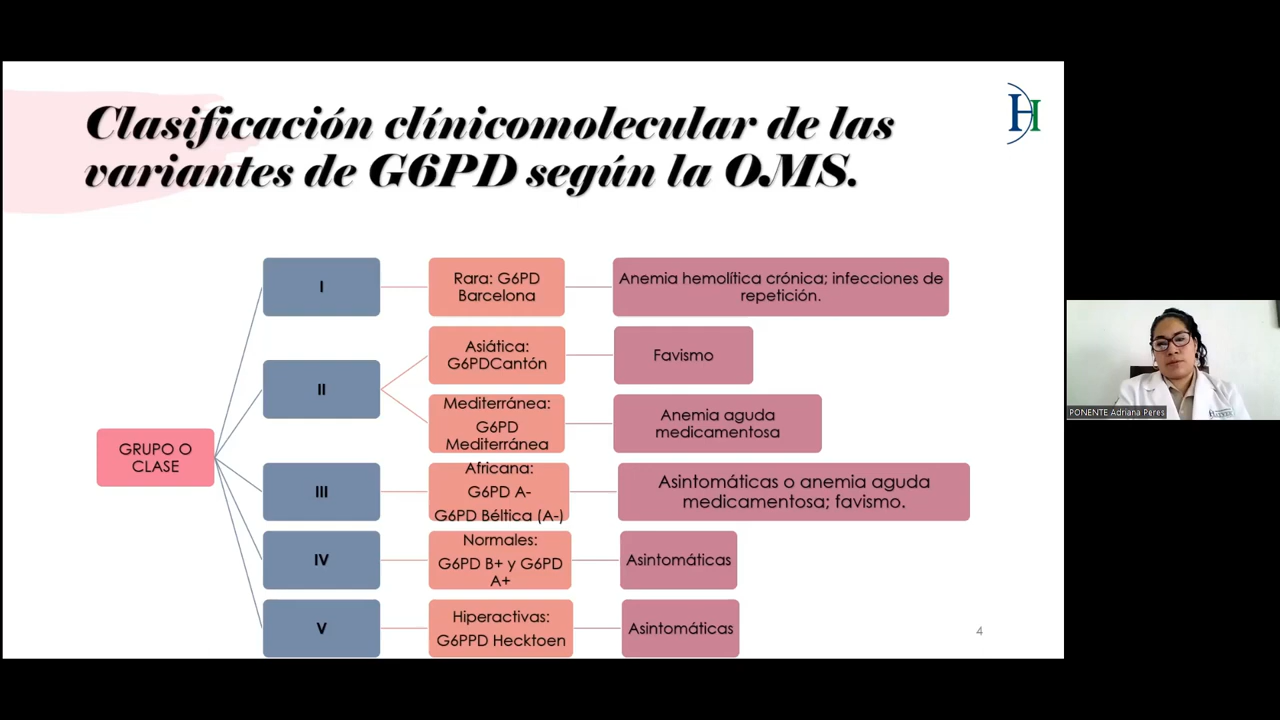 Clasificación clínicomolecular de las
variantes de G6PD según la OMS.
H
GRUPO O
CLASE
I
Rara: G6PD
Barcelona
Anemia hemolítica crónica; infecciones de
repetición.
II
Asiática:
G6PDCantón
Favismo
Mediterránea:
G6PD
Mediterránea
Anemia aguda
medicamentosa
III
Africana:
G6PD A-
G6PD Béltica (A-)
Asintomáticas o anemia aguda
medicamentosa; favismo.
IV
Normales:
G6PD B+ y G6PD
A+
Asintomáticas
V
Hiperactivas:
G6PPD Hecktoen
Asintomáticas
4
PONENTE Adriana Peres